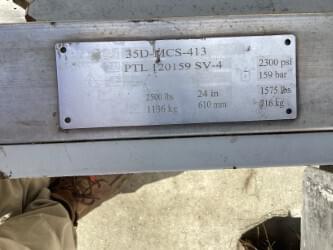 35D-MCS-413
PTL 120159 SV-4
2300 psi
159 bar
2500 lbs 24 in 1575 lbs
1136 kg 610 mm 716 kg